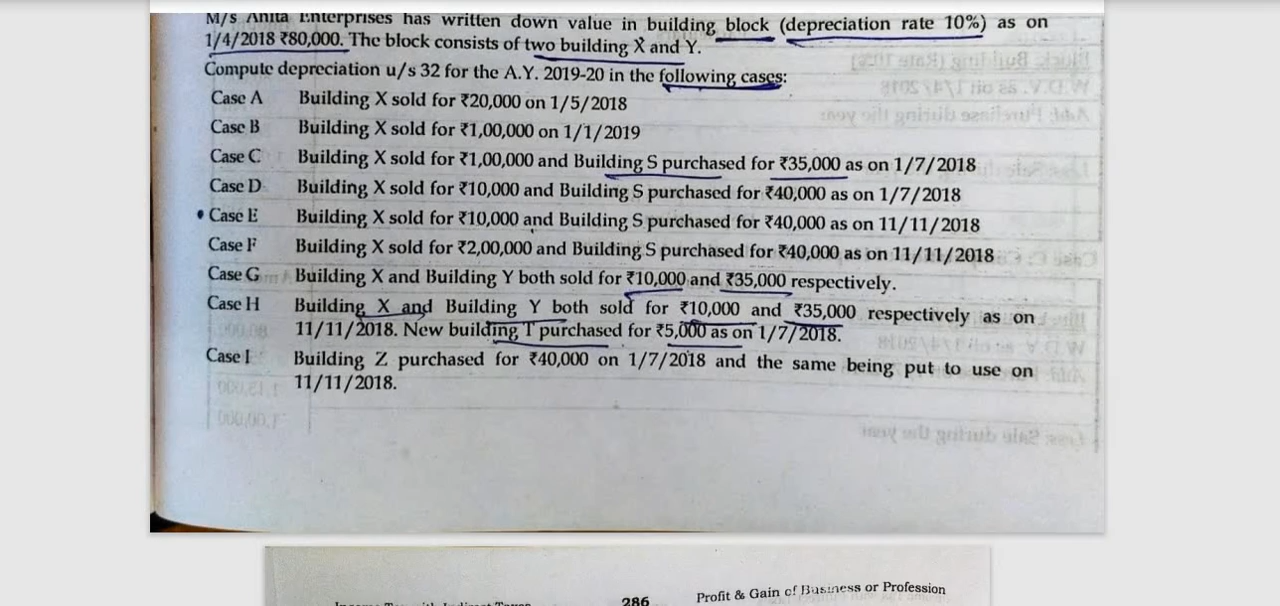 M/s Anita Enterprises has written down value in building block (depreciation rate 10%) as on
1/4/2018 ₹80,000. The block consists of two building X and Y.
Compute depreciation u/s 32 for the A.Y. 2019-20 in the following cases:
Case A Building X sold for ₹20,000 on 1/5/2018
Case B Building X sold for ₹1,00,000 on 1/1/2019
Case C Building X sold for ₹1,00,000 and Building S purchased for ₹35,000 as on 1/7/2018
Case D Building X sold for ₹10,000 and Building S purchased for ₹40,000 as on 1/7/2018
• Case E Building X sold for ₹10,000 and Building S purchased for ₹40,000 as on 11/11/2018
Case F Building X sold for ₹2,00,000 and Building S purchased for ₹40,000 as on 11/11/2018
Case G Building X and Building Y both sold for ₹10,000 and ₹35,000 respectively.
Case H Building X and Building Y both sold for ₹10,000 and ₹35,000 respectively as on
11/11/2018. New building T purchased for ₹5,000 as on 1/7/2018.
Case I Building Z purchased for ₹40,000 on 1/7/2018 and the same being put to use on
11/11/2018.
286 Profit & Gain of Business or Profession